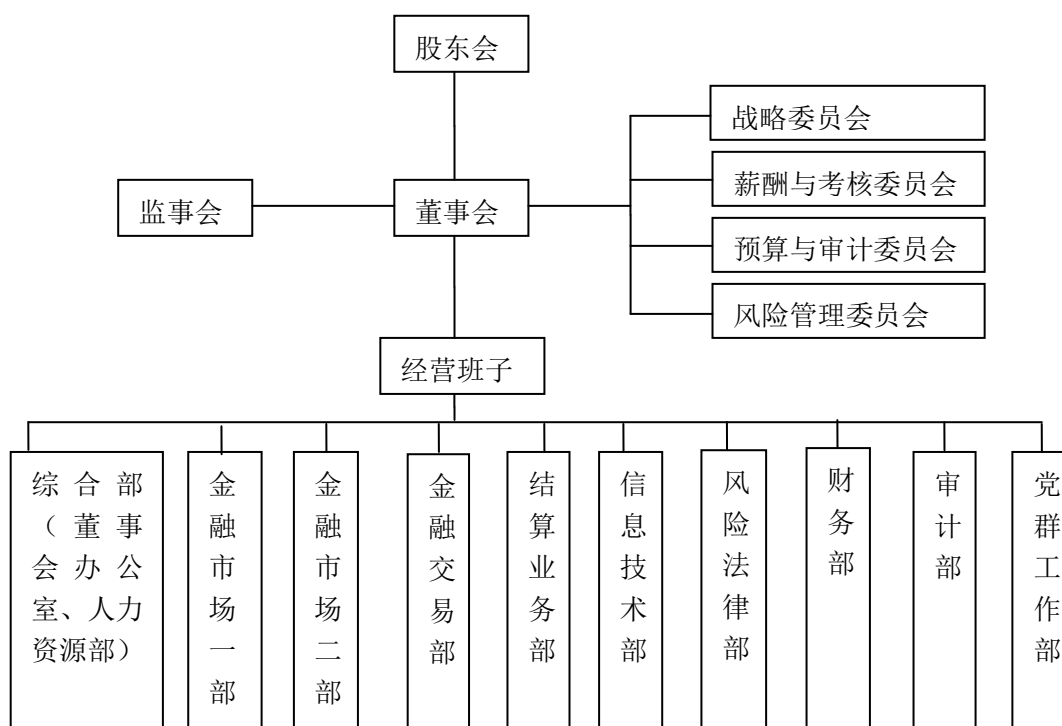 股东会
战略委员会
薪酬与考核委员会
监事会
董事会
预算与审计委员会
风险管理委员会
经营班子
综合部
（董事
会办公
室、人力
资源部）
金融市场一部
金融市场二部
金融交易部
结算业务部
信息技术部
风险法律部
财务部
审计部
党群工作部